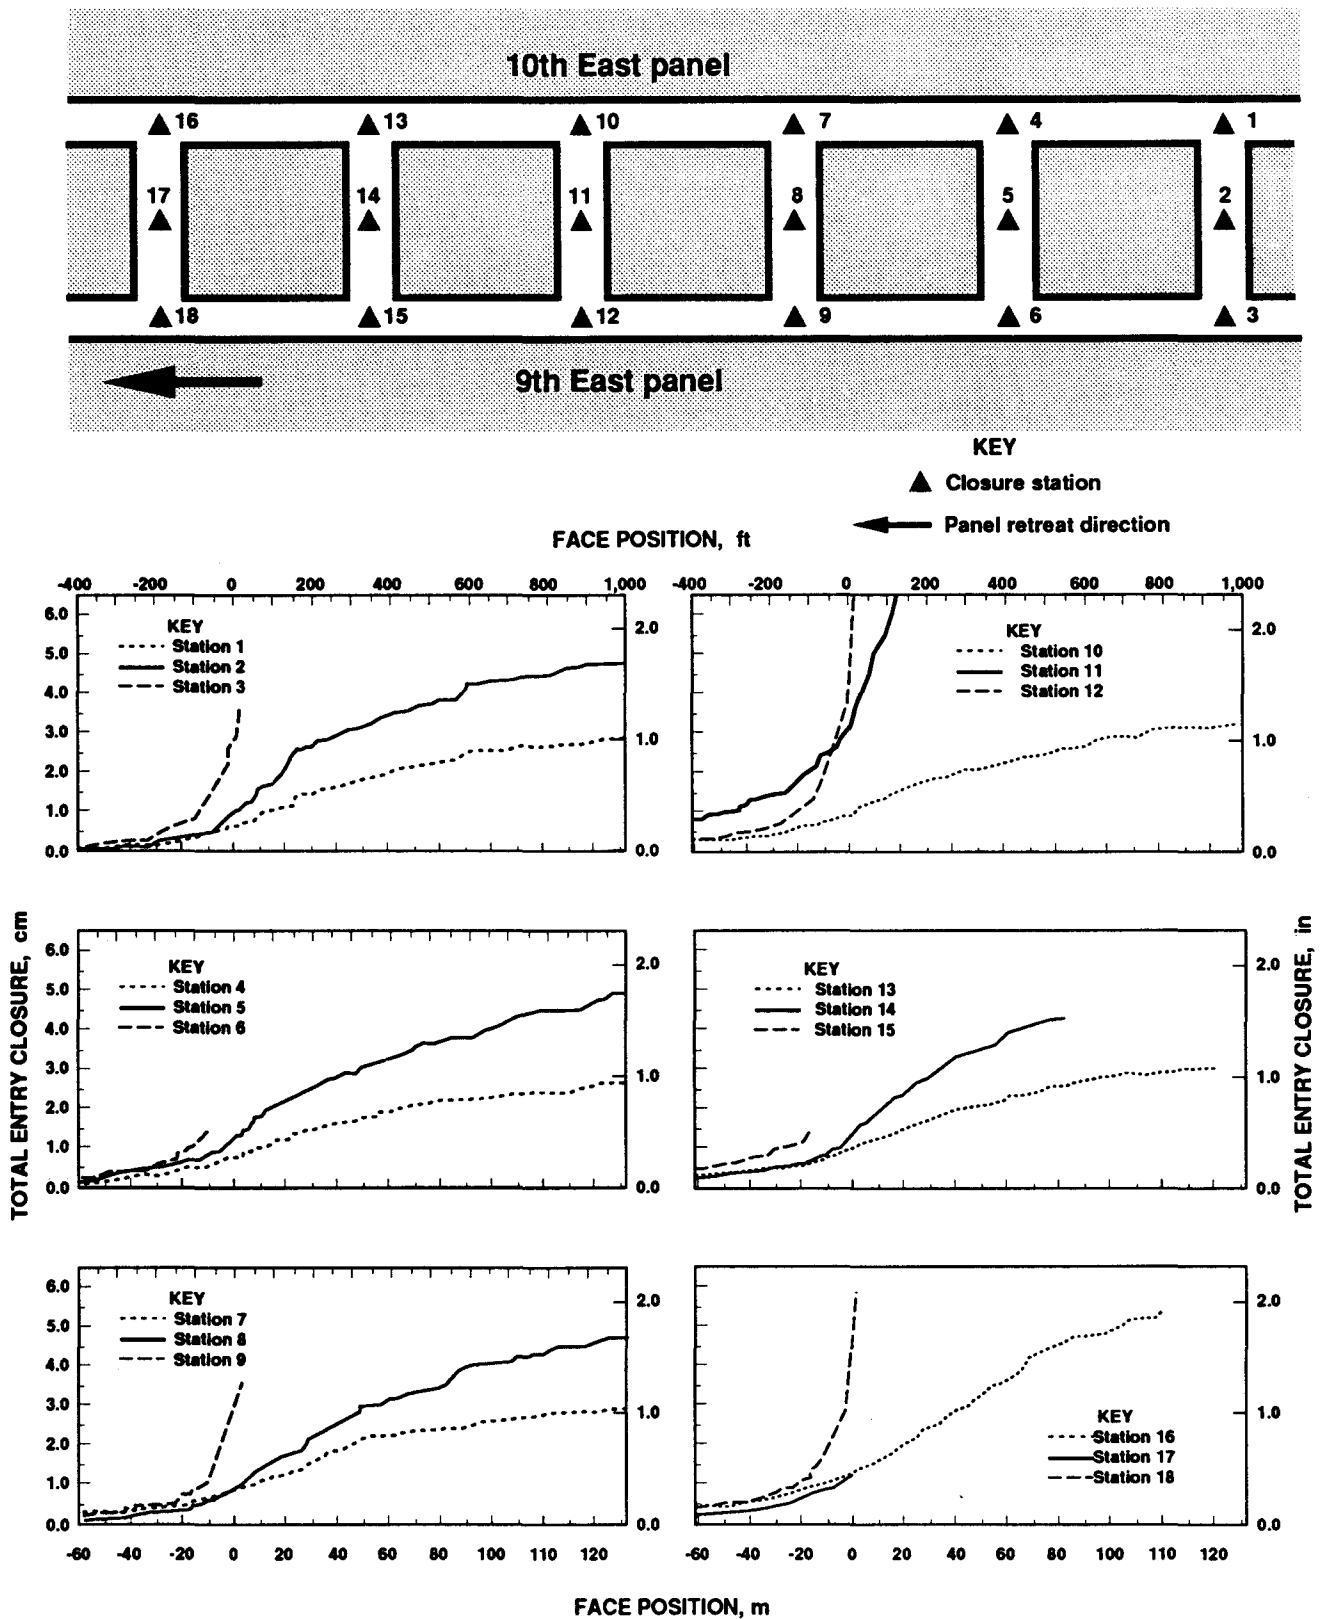 10th East panel
16 13 10 7 4 1
17 14 11 8 5 2
18 15 12 9 6 3
9th East panel
KEY
Closure station
Panel retreat direction
FACE POSITION, ft
-400 -200 0 200 400 600 800 1,000
-400 -200 0 200 400 600 800 1,000
6.0
5.0
4.0
3.0
2.0
1.0
0.0
KEY
Station 1
Station 2
Station 3
2.0
1.0
0.0
KEY
Station 10
Station 11
Station 12
2.0
1.0
0.0
TOTAL ENTRY CLOSURE, cm
6.0
5.0
4.0
3.0
2.0
1.0
0.0
KEY
Station 4
Station 5
Station 6
2.0
1.0
0.0
KEY
Station 13
Station 14
Station 15
2.0
1.0
0.0
TOTAL ENTRY CLOSURE, in
6.0
5.0
4.0
3.0
2.0
1.0
0.0
KEY
Station 7
Station 8
Station 9
2.0
1.0
0.0
KEY
Station 16
Station 17
Station 18
2.0
1.0
0.0
-60 -40 -20 0 20 40 60 80 100 110 120
-60 -40 -20 0 20 40 60 80 100 110 120
FACE POSITION, m